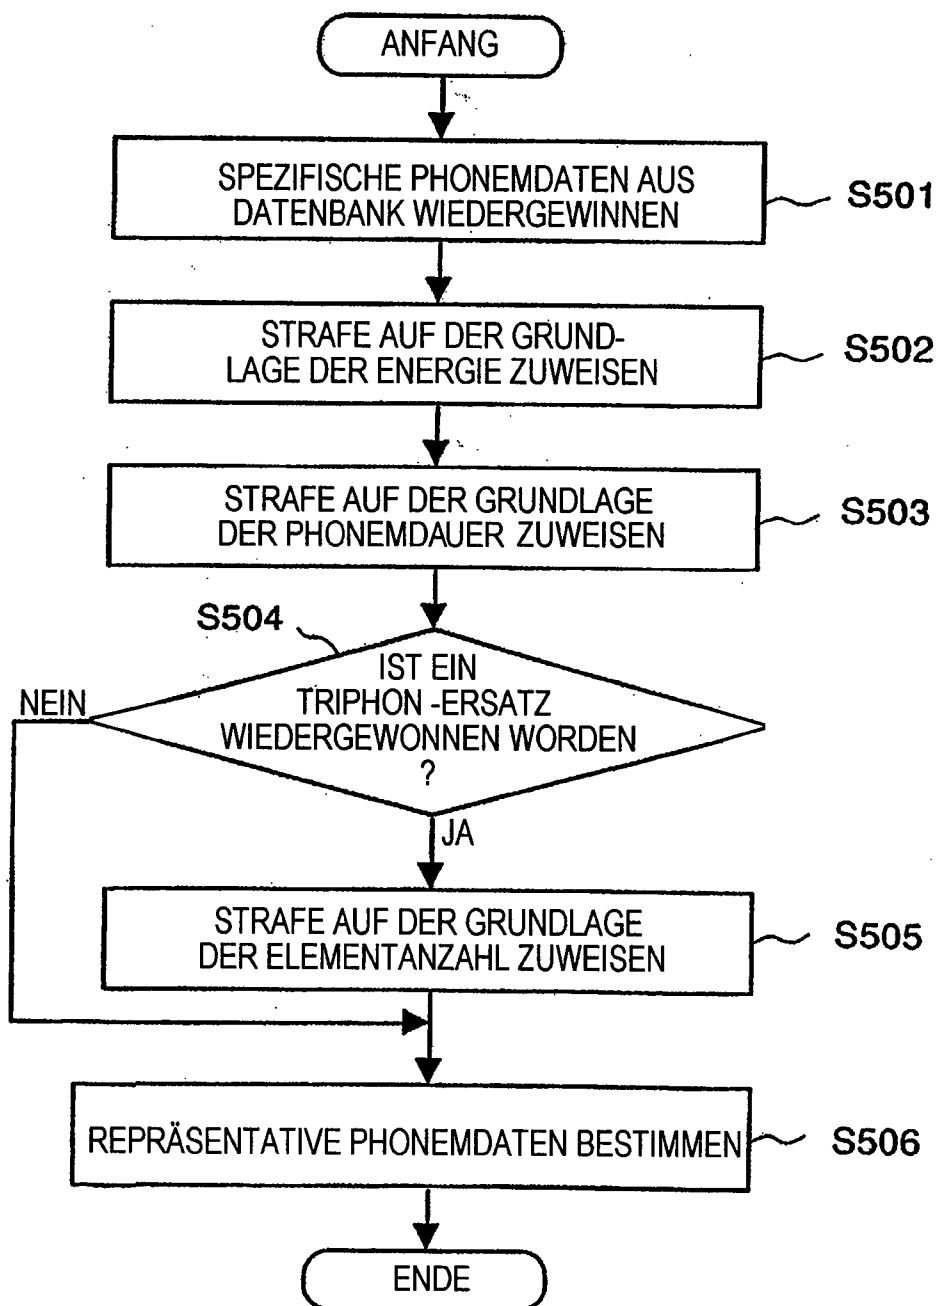 ANFANG
SPEZIFISCHE PHONEMDATEN AUS
DATENBANK WIEDERGEWINNEN
S501
STRAFE AUF DER GRUND-
LAGE DER ENERGIE ZUWEISEN
S502
STRAFE AUF DER GRUNDLAGE
DER PHONEMDAUER ZUWEISEN
S503
S504
IST EIN
TRIPHON-ERSATZ
WIEDERGEWONNEN WORDEN
?
NEIN
JA
STRAFE AUF DER GRUNDLAGE
DER ELEMENTANZAHL ZUWEISEN
S505
REPRÄSENTATIVE PHONEMDATEN BESTIMMEN
S506
ENDE